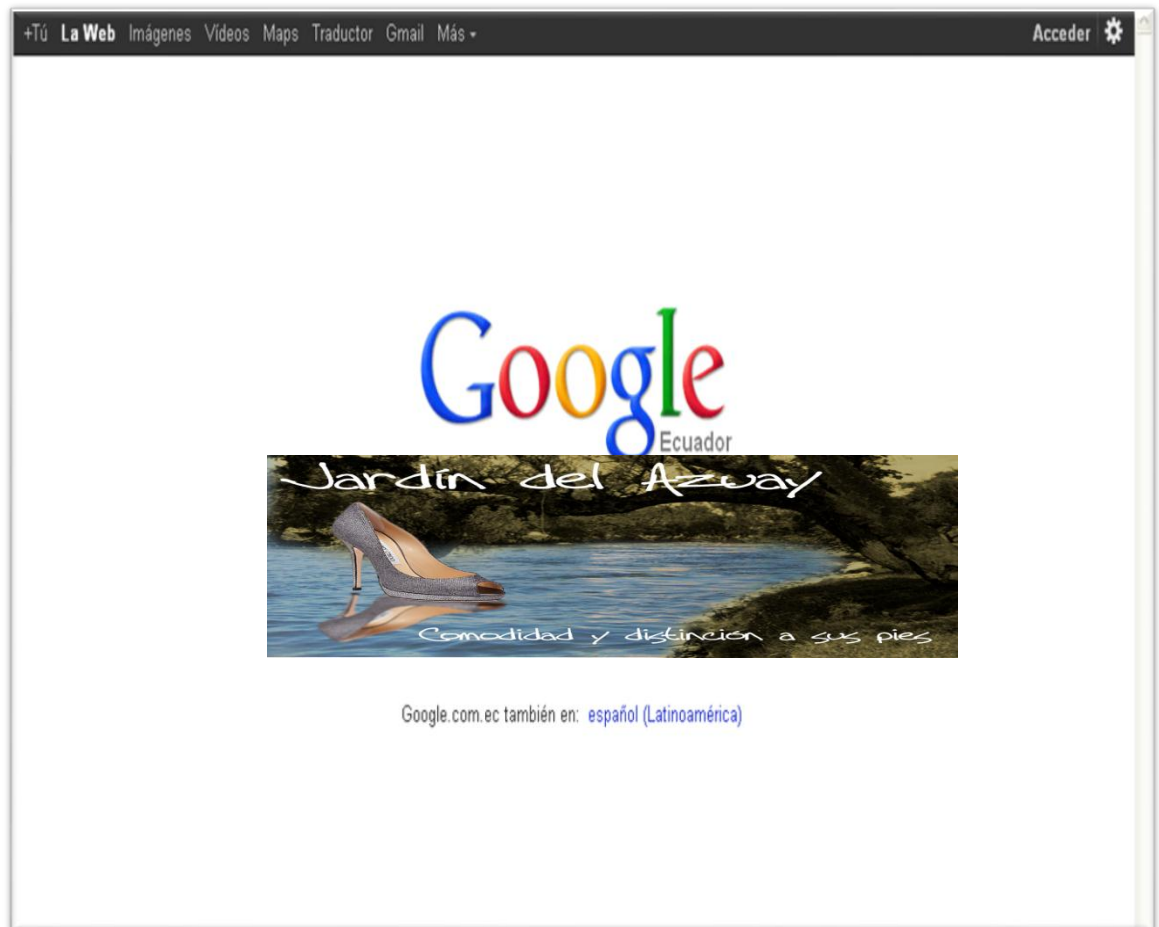 +Tú La Web Imágenes Vídeos Maps Traductor Gmail Más Acceder
Google
Ecuador
Jardín del Azuay
Comodidad y distinción a sus pies
Google.com.ec también en: español (Latinoamérica)